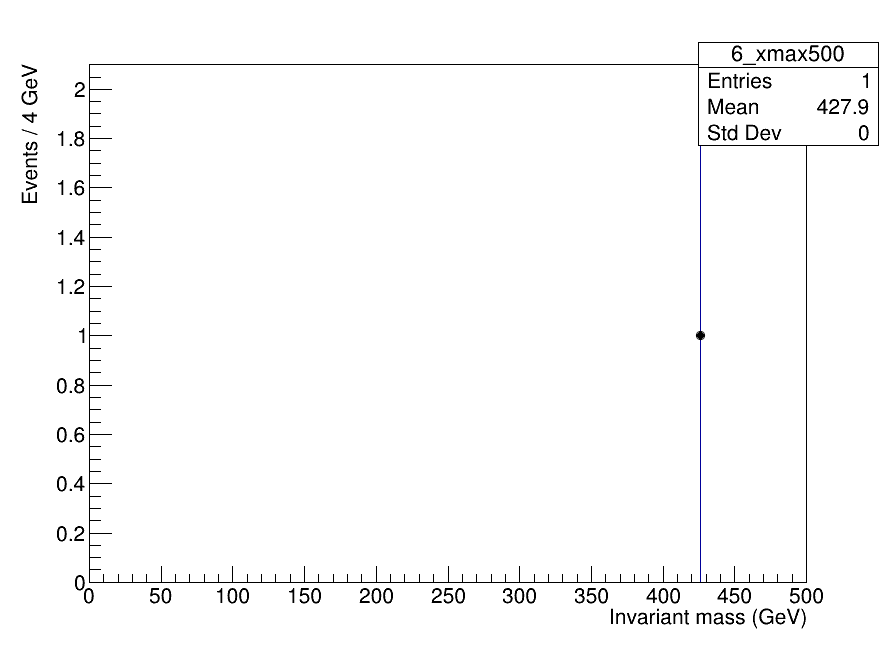 6_xmax500
Entries 1
Mean 427.9
Std Dev 0
Events / 4 GeV
2
1.8
1.6
1.4
1.2
1
0.8
0.6
0.4
0.2
0
0 50 100 150 200 250 300 350 400 450 500
Invariant mass (GeV)